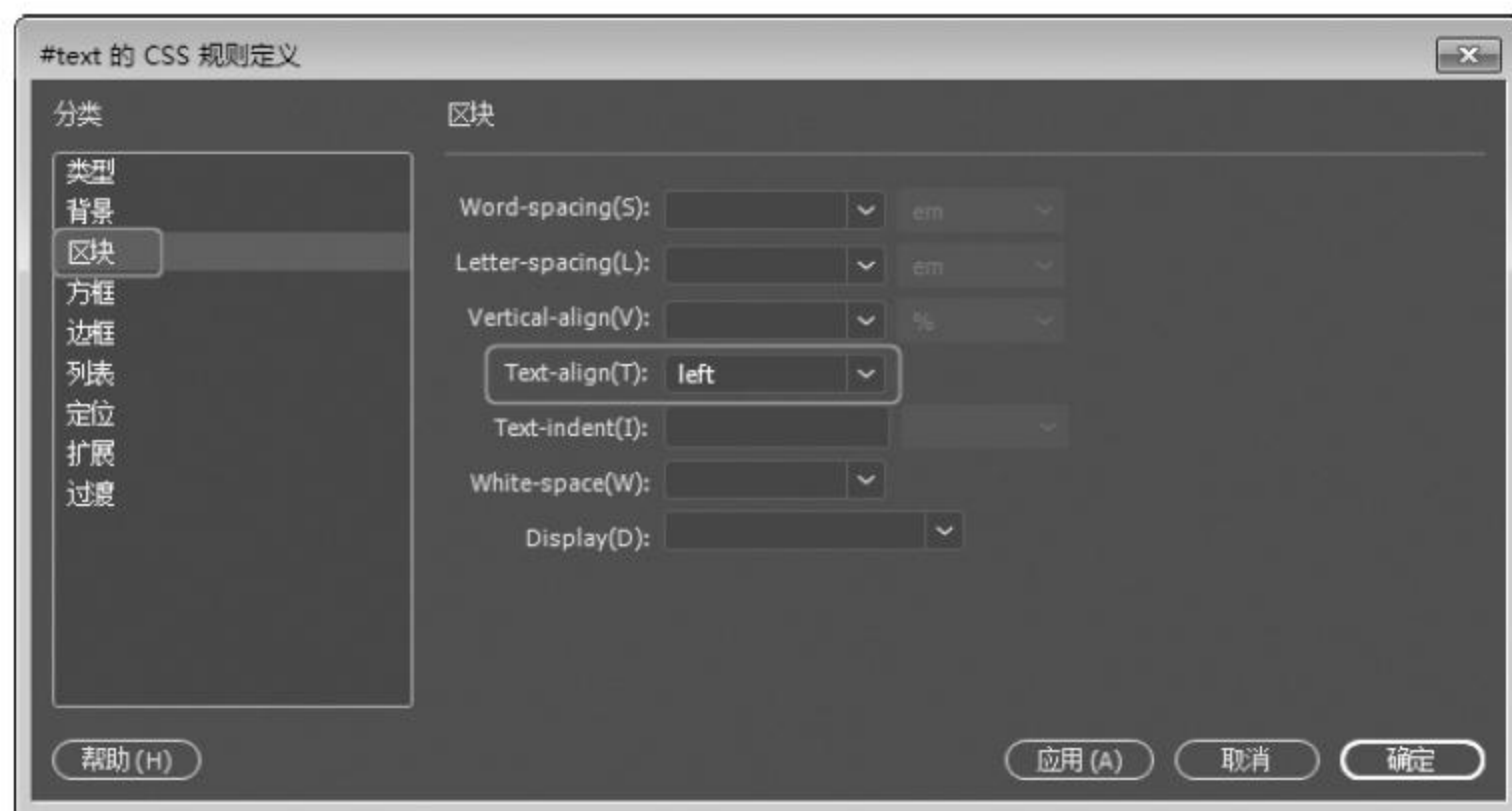 #text 的 CSS 规则定义
分类
区块
类型
背景
区块
方框
边框
列表
定位
扩展
过渡
Word-spacing(S):
em
Letter-spacing(L):
em
Vertical-align(V):
%
Text-align(T): left
Text-indent(I):
White-space(W):
Display(D):
帮助(H)
应用(A)
取消
确定